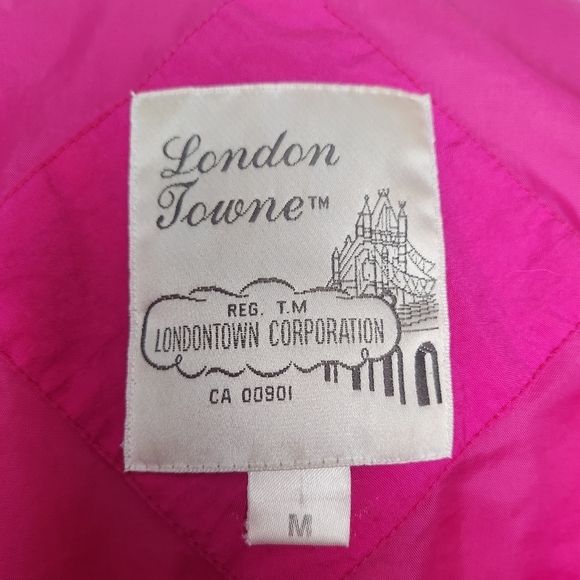 London
Towne™
REG. T.M
LONDONTOWN CORPORATION
CA 00901
M